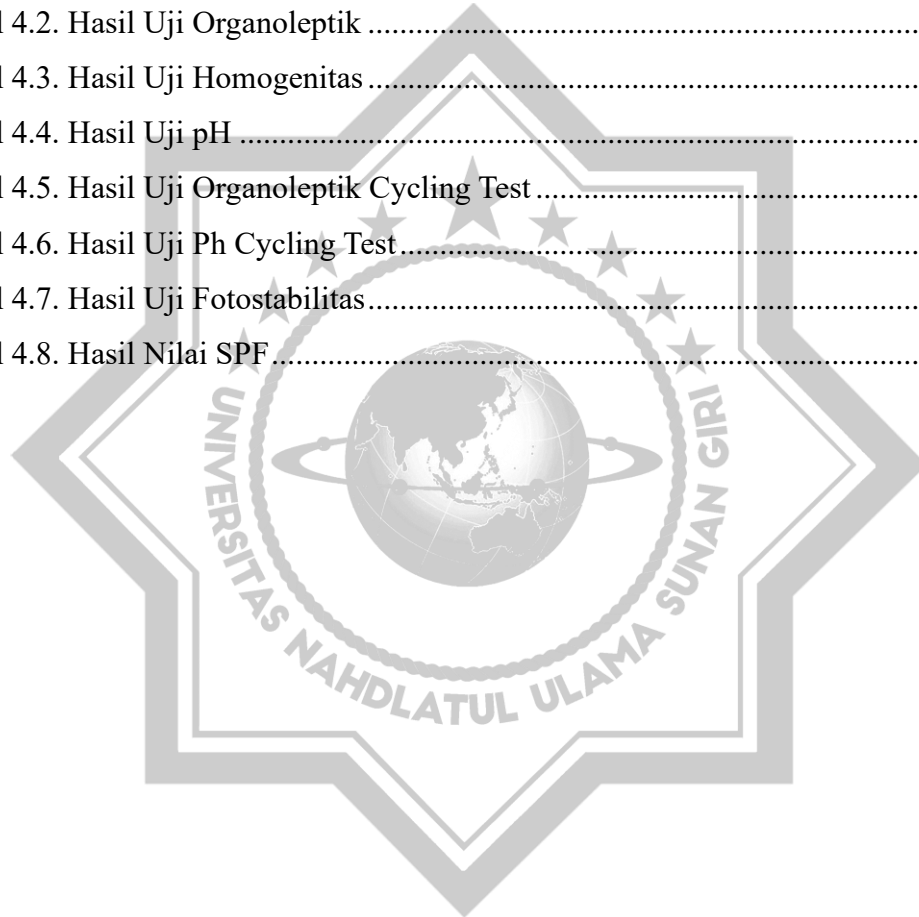 l 4.2. Hasil Uji Organoleptik ........................................................................
l 4.3. Hasil Uji Homogenitas ........................................................................
l 4.4. Hasil Uji pH ........................................................................................
l 4.5. Hasil Uji Organoleptik Cycling Test ..................................................
l 4.6. Hasil Uji Ph Cycling Test ....................................................................
l 4.7. Hasil Uji Fotostabilitas ........................................................................
l 4.8. Hasil Nilai SPF ....................................................................................
UNIVERSITAS NAHDLATUL ULAMA SUNAN GIRI